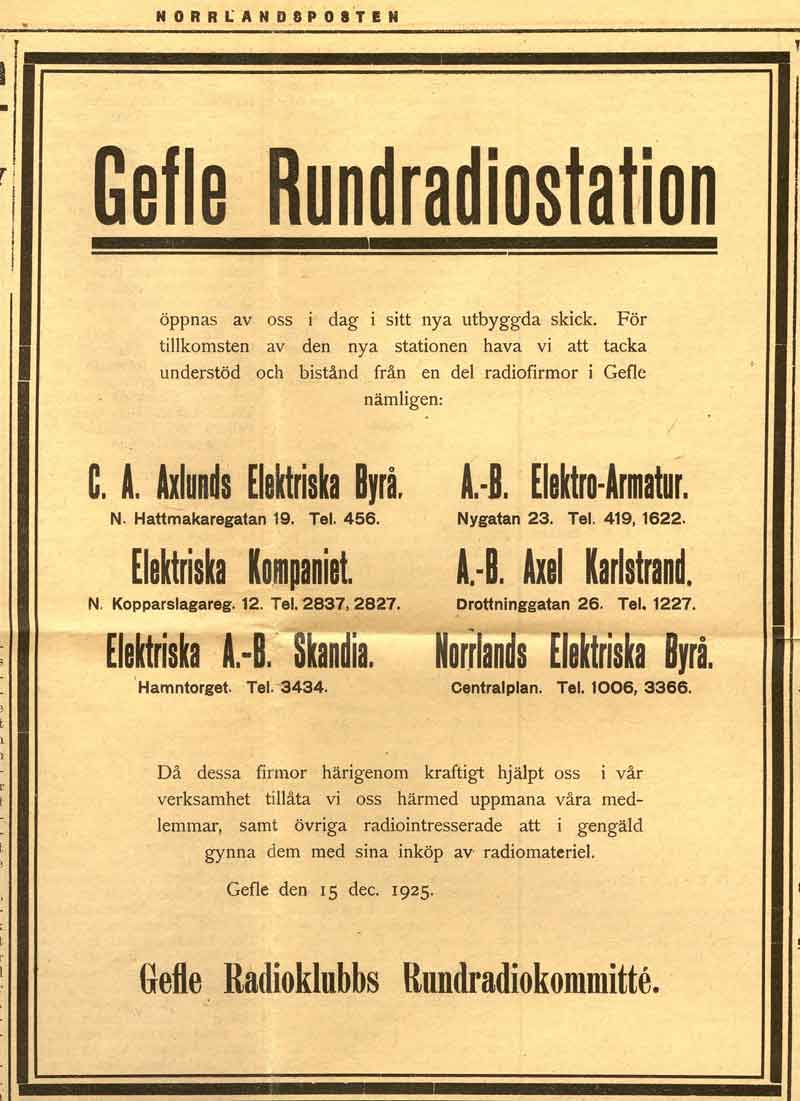 NORRLANDSPOSTEN
Gefle Rundradiostation
öppnas av oss i dag i sitt nya utbyggda skick. För
tillkomsten av den nya stationen hava vi att tacka
understöd och bistånd från en del radiofirmor i Gefle
nämligen:
C. A. Axlunds Elektriska Byrå.
N. Hattmakaregatan 19. Tel. 456.
A.-B. Elektro-Armatur.
Nygatan 23. Tel. 419, 1622.
Elektriska Kompaniet.
N. Kopparslagareg. 12. Tel. 2837, 2827.
A.-B. Axel Karlstrand.
Drottninggatan 26. Tel. 1227.
Elektriska A.-B. Skandia.
Hamntorget. Tel. 3434.
Norrlands Elektriska Byrå.
Centralplan. Tel. 1006, 3366.
Då dessa firmor härigenom kraftigt hjälpt oss i vår
verksamhet tillåta vi oss härmed uppmana våra med-
lemmar, samt övriga radiointresserade att i gengäld
gynna dem med sina inköp av radiomateriel.
Gefle den 15 dec. 1925.
Gefle Radioklubbs Rundradiokommitté.